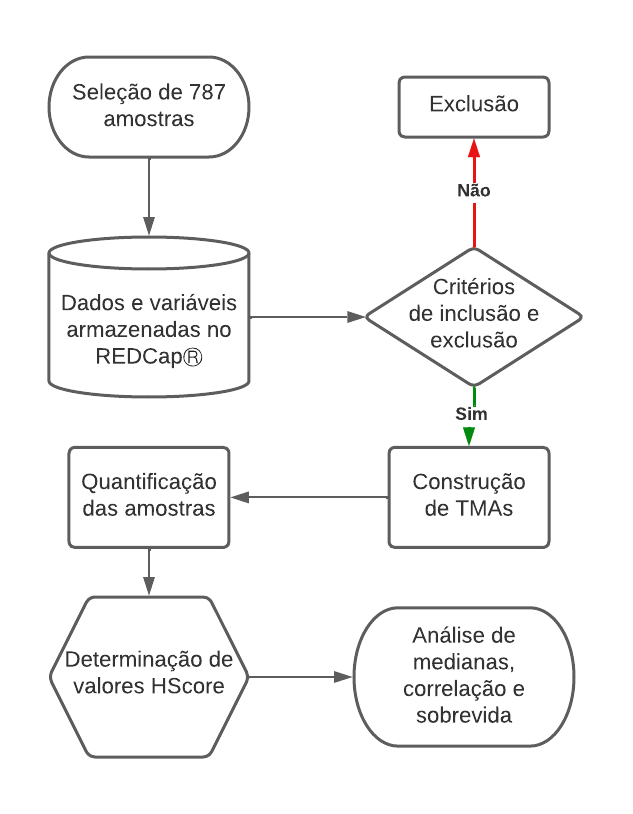 Seleção de 787
amostras
Exclusão
Não
Dados e variáveis
armazenadas no
REDCapⓇ
Critérios
de inclusão e
exclusão
Sim
Quantificação
das amostras
Construção
de TMAs
Determinação de
valores HScore
Análise de
medianas,
correlação e
sobrevida